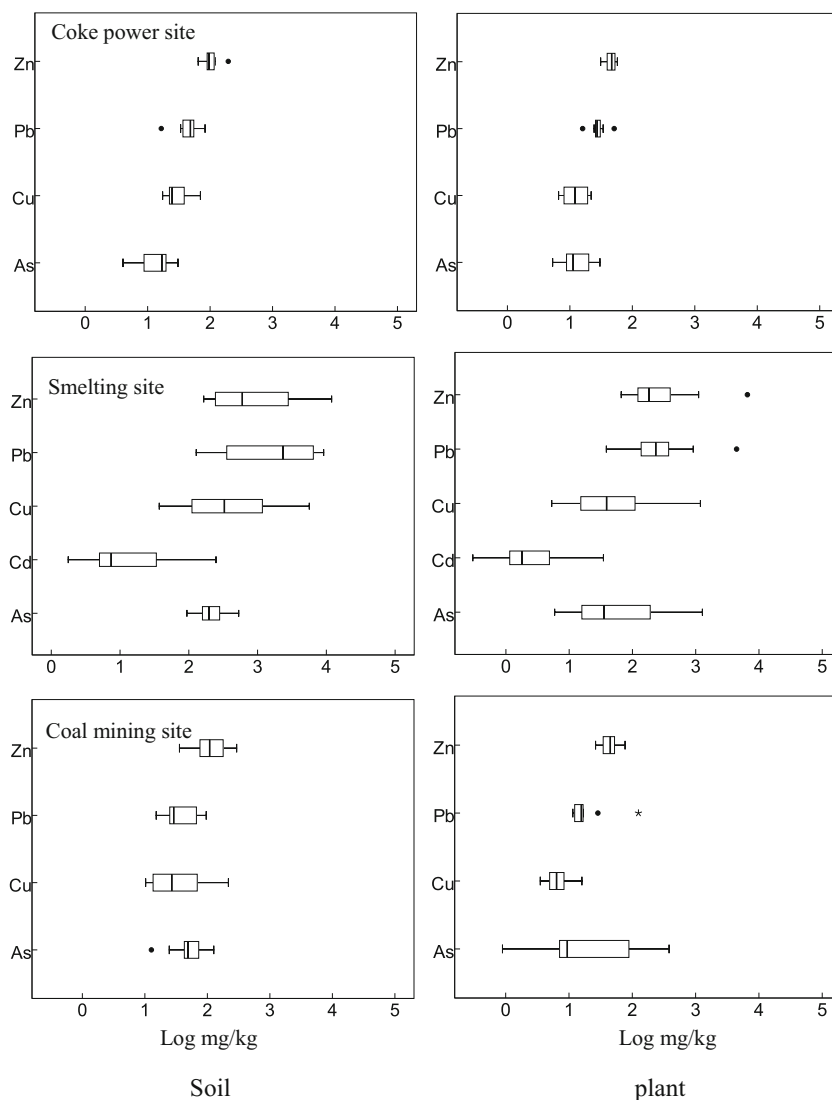 Coke power site
Zn
Pb
Cu
As
0 1 2 3 4 5
Zn
Pb
Cu
As
0 1 2 3 4 5
Smelting site
Zn
Pb
Cu
Cd
As
0 1 2 3 4 5
Zn
Pb
Cu
Cd
As
0 1 2 3 4 5
Coal mining site
Zn
Pb
Cu
As
0 1 2 3 4 5
Log mg/kg
Soil
Zn
Pb
*
Cu
As
0 1 2 3 4 5
Log mg/kg
plant